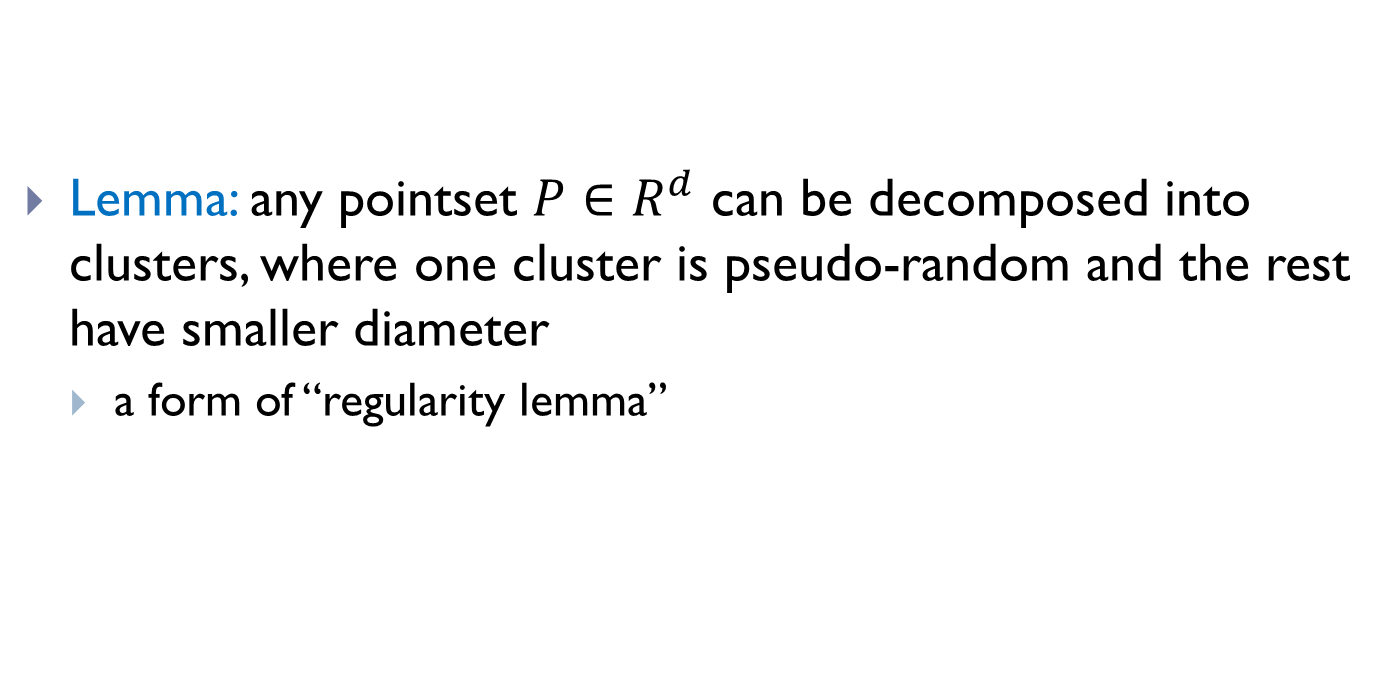 Lemma: any pointset P ∈ R^d can be decomposed into
clusters, where one cluster is pseudo-random and the rest
have smaller diameter
a form of “regularity lemma”